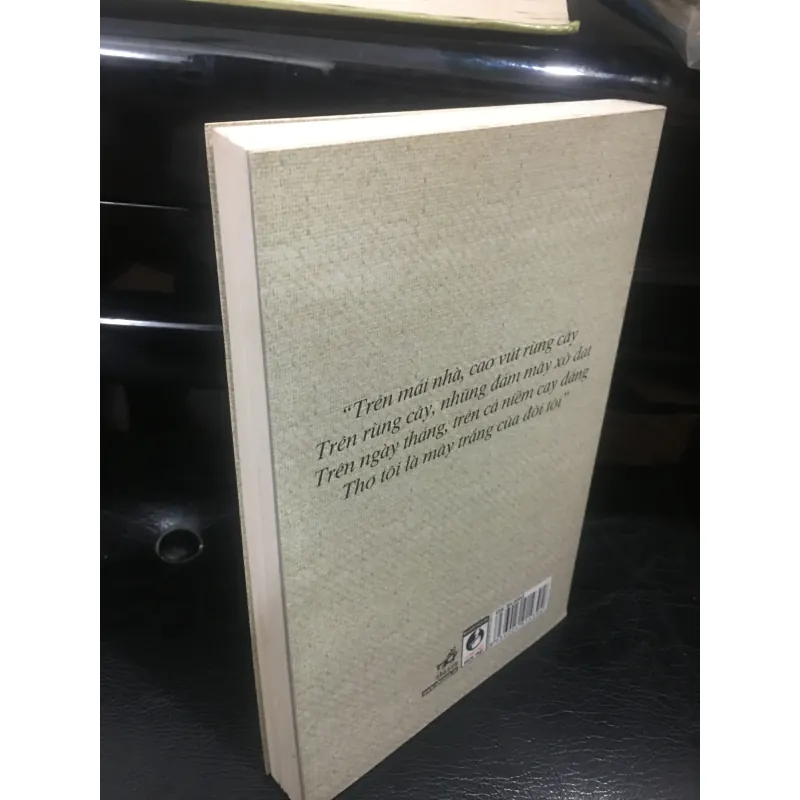 “Trên mái nhà, cao vút rừng cây
Trên rừng cây, những đám mây xô dạt
Trên ngày tháng, trên cả niềm cay đắng
Thơ tôi là mây trắng của đời tôi”